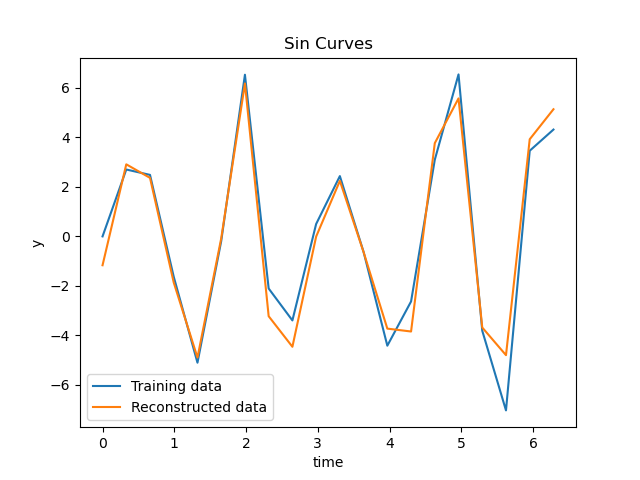 Sin Curves
y
6
4
2
0
−2
−4
−6
Training data
Reconstructed data
0 1 2 3 4 5 6
time